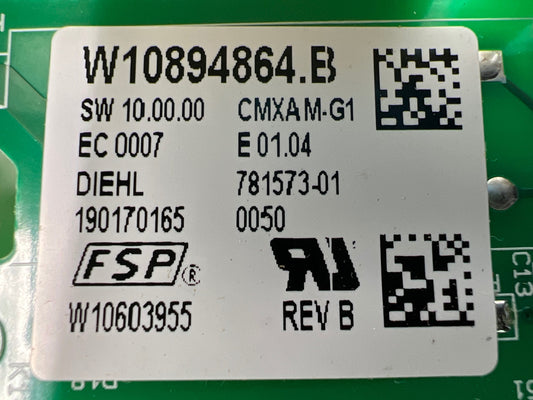 W10894864.B
SW 10.00.00 CMXAM-G1
EC 0007 E 01.04
DIEHL 781573-01
190170165 0050
FSP®
W10603955 REV B
C13